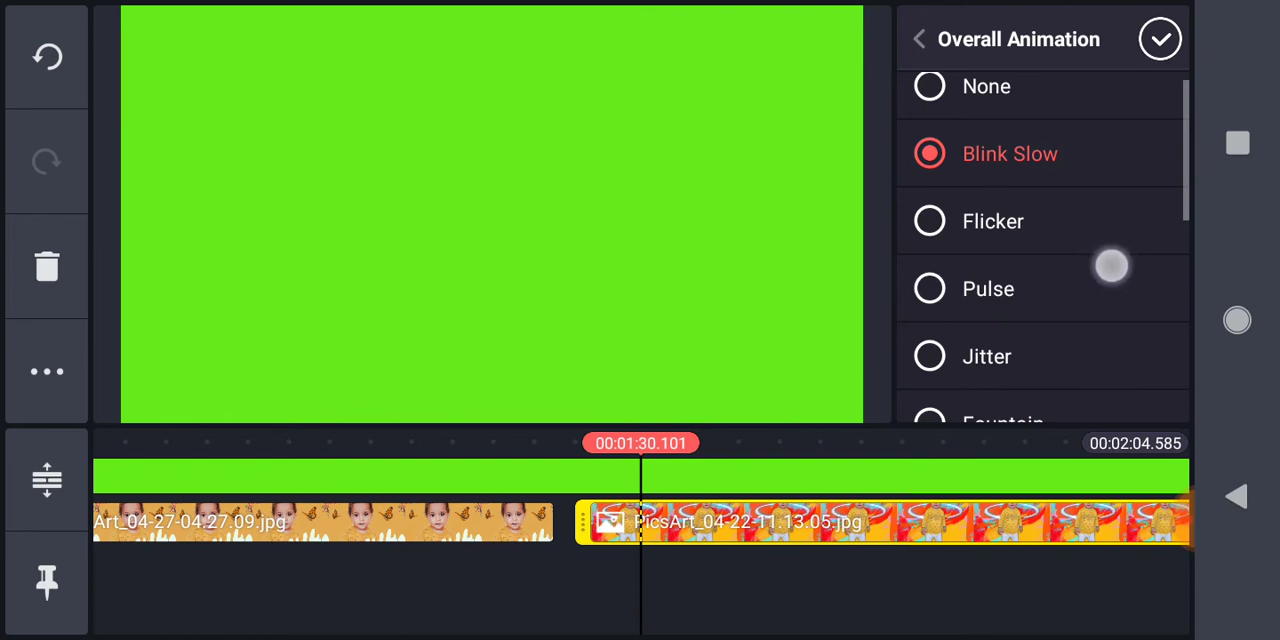 Overall Animation
None
Blink Slow
Flicker
Pulse
Jitter
Fountain
00:01:30.101
00:02:04.585
Art_04-27-04.27.09.jpg
PicsArt_04-22-11.13.05.jpg